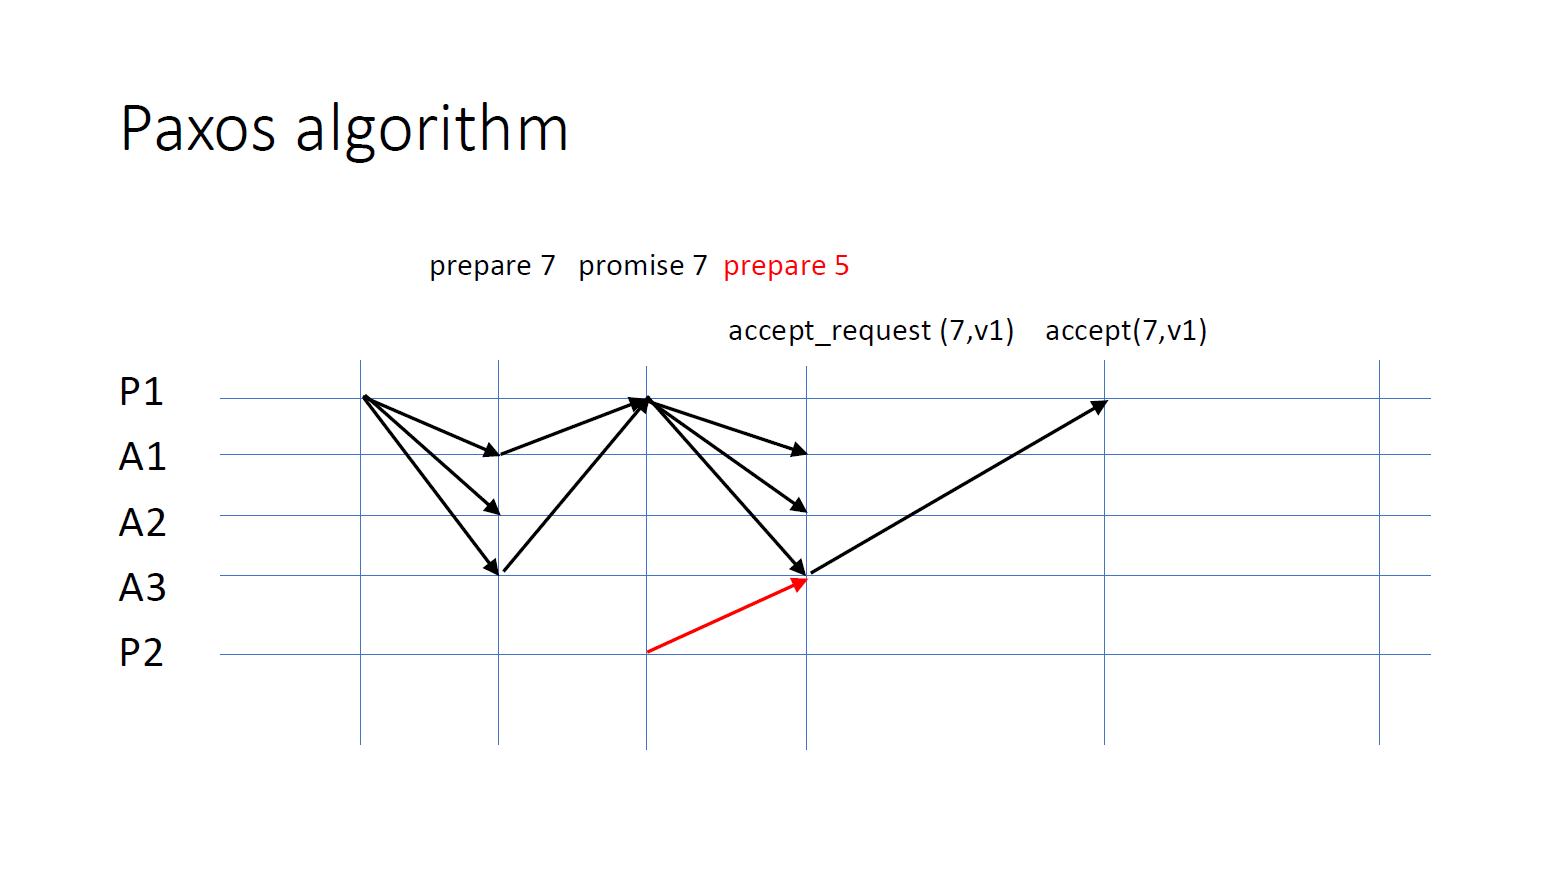 Paxos algorithm
prepare 7 promise 7 prepare 5
accept_request (7,v1) accept(7,v1)
P1
A1
A2
A3
P2